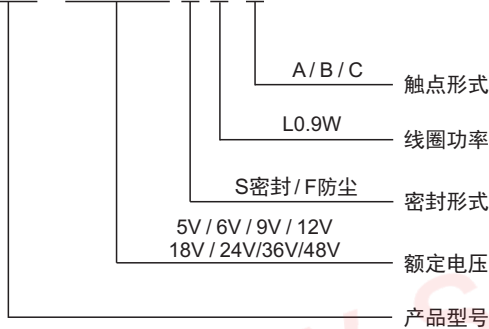 A / B / C
触点形式
L0.9W
线圈功率
S密封 / F防尘
密封形式
5V / 6V / 9V / 12V
18V / 24V/36V/48V
额定电压
产品型号